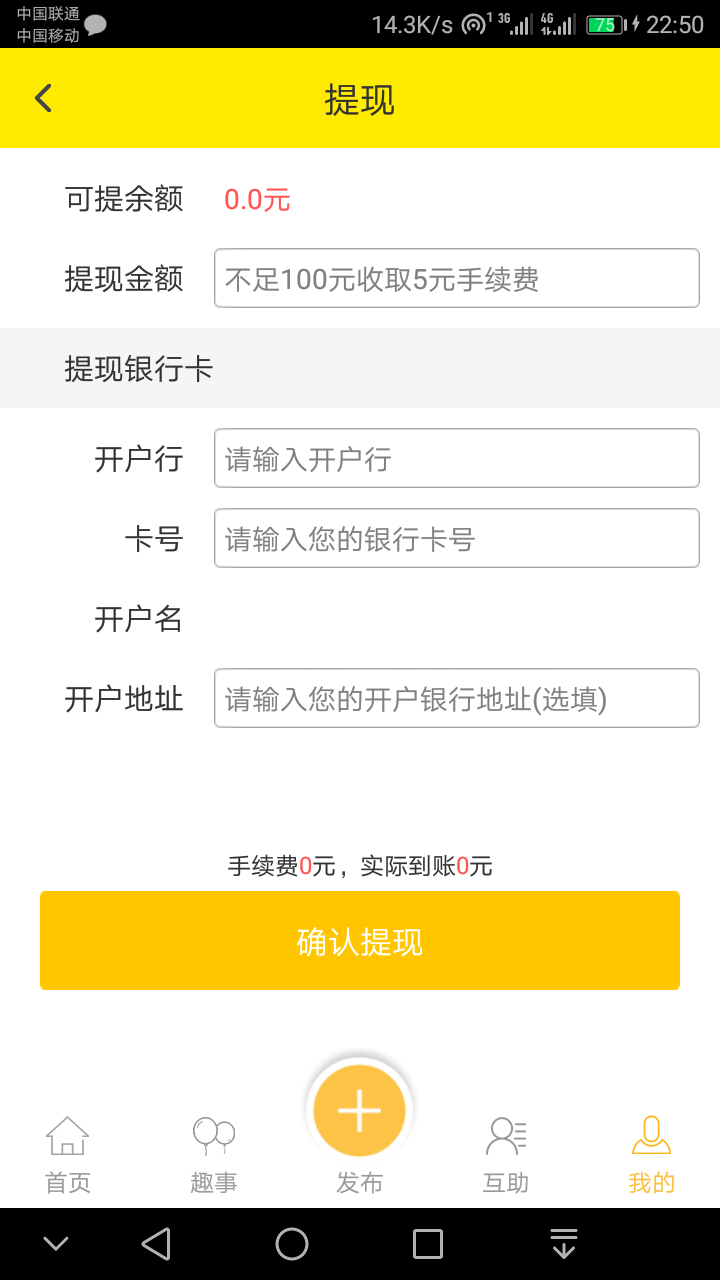 中国联通
中国移动
14.3K/s
1
3G
4G
75
22:50
提现
可提余额 0.0元
提现金额 不足100元收取5元手续费
提现银行卡
开户行 请输入开户行
卡号 请输入您的银行卡号
开户名
开户地址 请输入您的开户银行地址(选填)
手续费0元，实际到账0元
确认提现
首页 趣事 发布 互助 我的